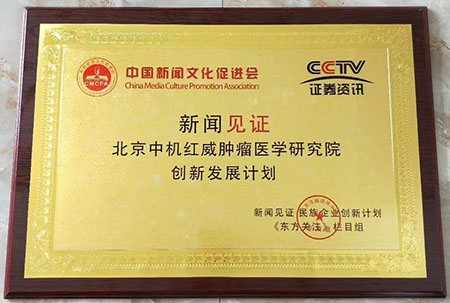 CMCPA
中国新闻文化促进会
China Media Culture Promotion Association
CCTV
证券资讯
新闻见证
北京中机红威肿瘤医学研究院
创新发展计划
新闻见证 民族企业创新计划
《东方关注》栏目组